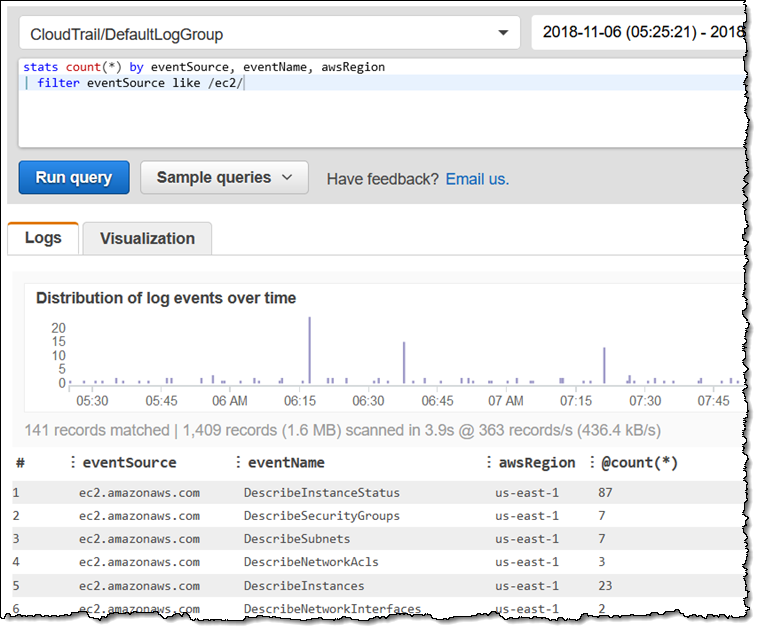 CloudTrail/DefaultLogGroup
2018-11-06 (05:25:21) - 2018
stats count(*) by eventSource, eventName, awsRegion
| filter eventSource like /ec2/
Run query
Sample queries
Have feedback? Email us.
Logs
Visualization
Distribution of log events over time
20
15
10
5
0
05:30 05:45 06 AM 06:15 06:30 06:45 07 AM 07:15 07:30 07:45
141 records matched | 1,409 records (1.6 MB) scanned in 3.9s @ 363 records/s (436.4 kB/s)
# eventSource eventName awsRegion @count(*)
1 ec2.amazonaws.com DescribeInstanceStatus us-east-1 87
2 ec2.amazonaws.com DescribeSecurityGroups us-east-1 7
3 ec2.amazonaws.com DescribeSubnets us-east-1 7
4 ec2.amazonaws.com DescribeNetworkAcls us-east-1 3
5 ec2.amazonaws.com DescribeInstances us-east-1 23
6 ec2.amazonaws.com DescribeNetworkInterfaces us-east-1 2